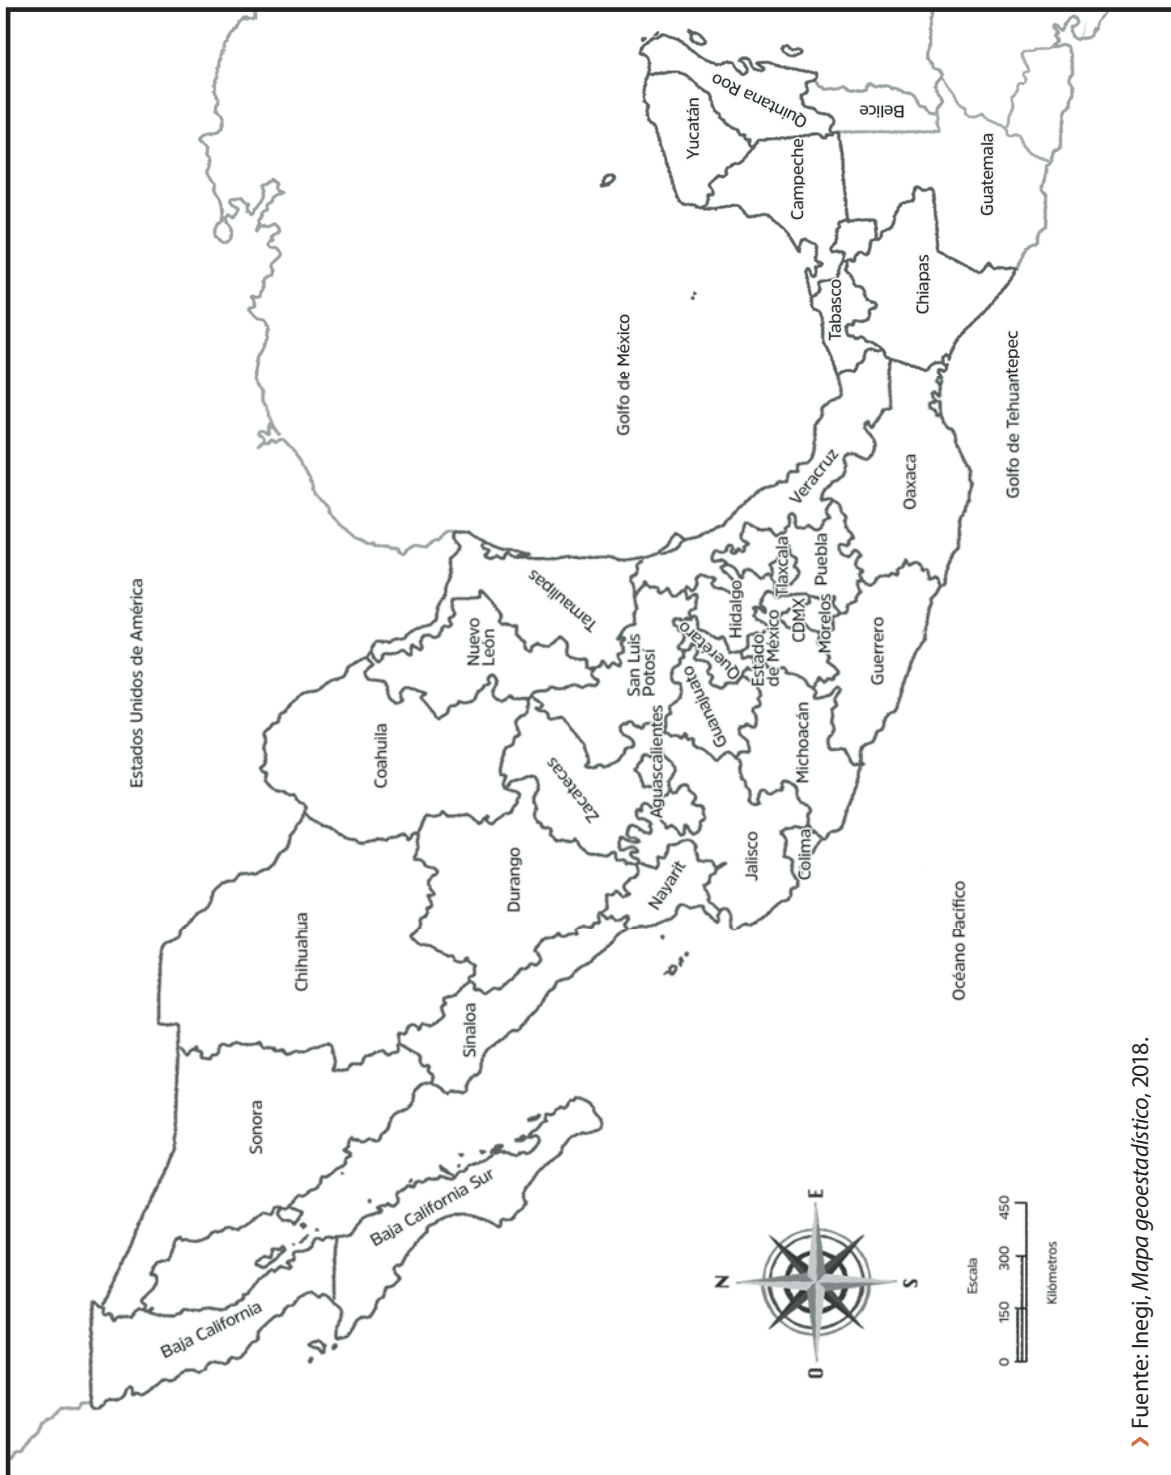 Estados Unidos de América
Baja California
Sonora
Chihuahua
Coahuila
Baja California Sur
Sinaloa
Durango
Nuevo
León
Tamaulipas
Zacatecas
San Luis
Potosí
Nayarit
Aguascalientes
Jalisco
Guanajuato
Querétaro
Hidalgo
Colima
Michoacán
Estado
de México
CDMX
Tlaxcala
Morelos
Puebla
Veracruz
Guerrero
Oaxaca
Golfo de México
Tabasco
Chiapas
Campeche
Yucatán
Quintana Roo
Belice
Guatemala
Golfo de Tehuantepec
Océano Pacífico
N
O
E
S
Escala
0 150 300 450
Kilómetros
› Fuente: Inegi, Mapa geoestadístico, 2018.